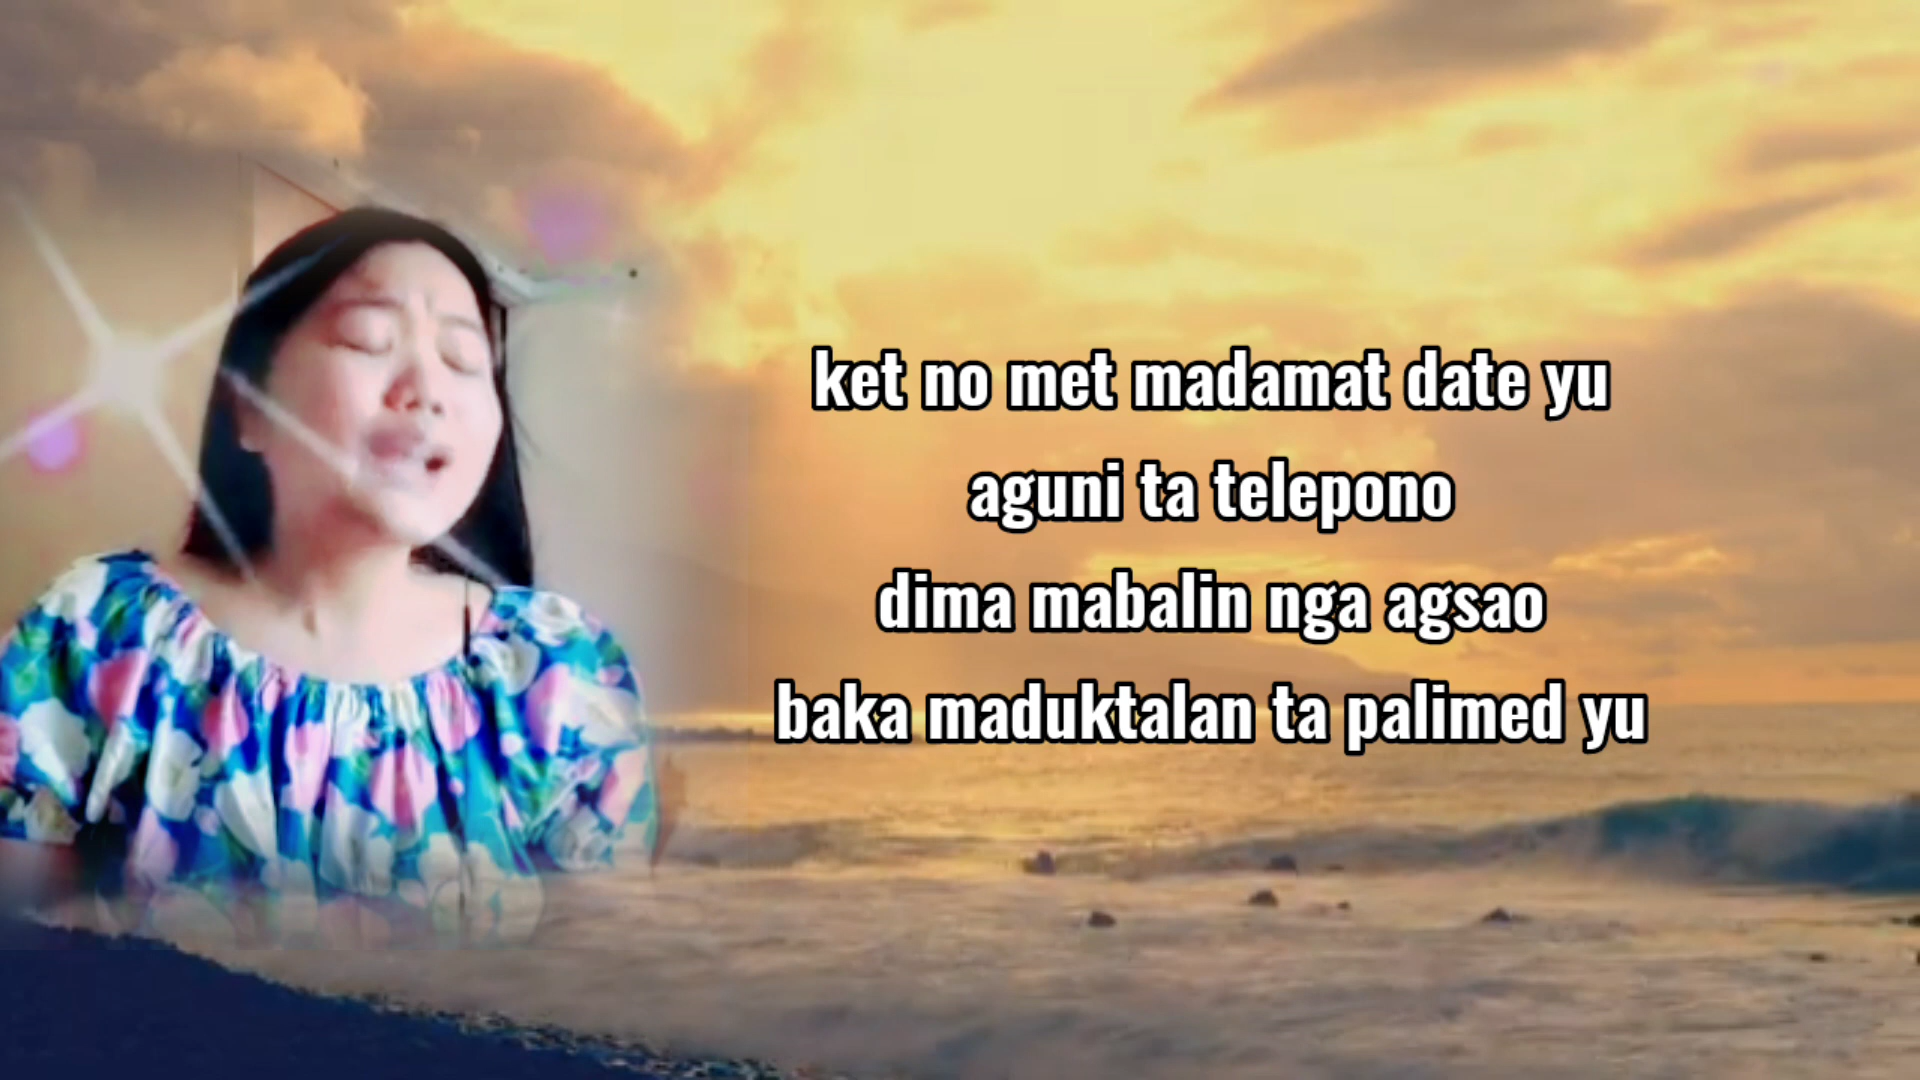 ket no met madamat date yu
aguni ta telepono
dima mabalin nga agsao
baka maduktalan ta palimed yu